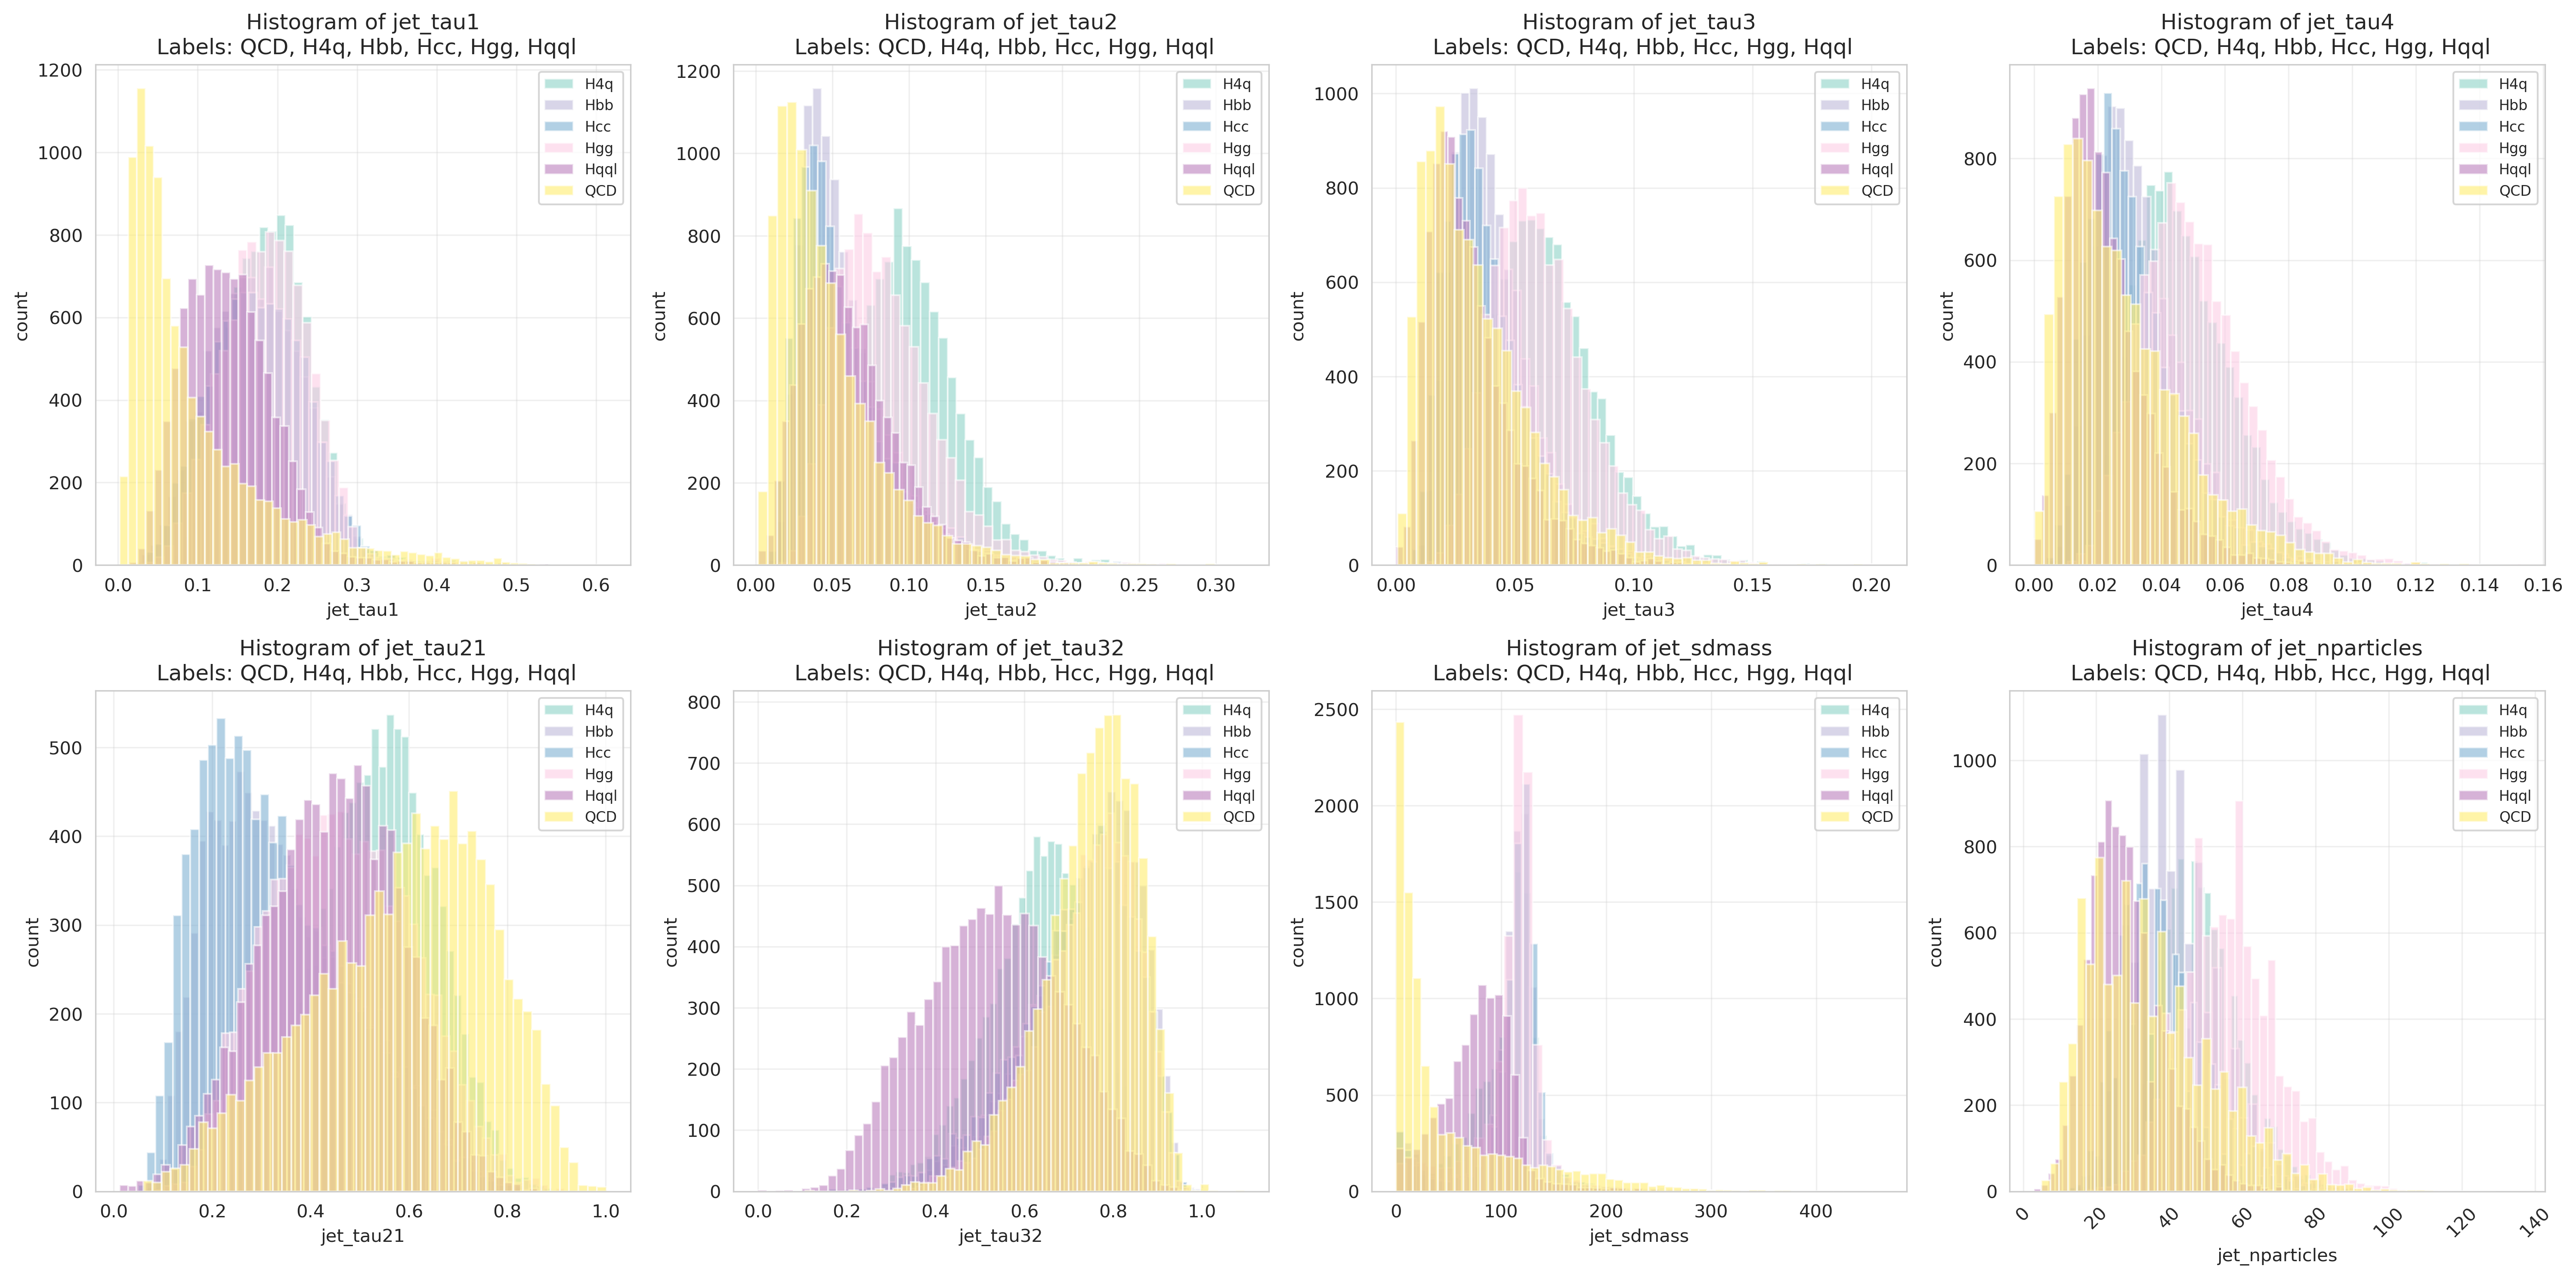 Histogram of jet_tau1
Labels: QCD, H4q, Hbb, Hcc, Hgg, Hqql
1200
1000
800
600
400
200
0
count
0.0 0.1 0.2 0.3 0.4 0.5 0.6
jet_tau1
H4q
Hbb
Hcc
Hgg
Hqql
QCD
Histogram of jet_tau2
Labels: QCD, H4q, Hbb, Hcc, Hgg, Hqql
1200
1000
800
600
400
200
0
count
0.00 0.05 0.10 0.15 0.20 0.25 0.30
jet_tau2
H4q
Hbb
Hcc
Hgg
Hqql
QCD
Histogram of jet_tau3
Labels: QCD, H4q, Hbb, Hcc, Hgg, Hqql
1000
800
600
400
200
0
count
0.00 0.05 0.10 0.15 0.20
jet_tau3
H4q
Hbb
Hcc
Hgg
Hqql
QCD
Histogram of jet_tau4
Labels: QCD, H4q, Hbb, Hcc, Hgg, Hqql
800
600
400
200
0
count
0.00 0.02 0.04 0.06 0.08 0.10 0.12 0.14 0.16
jet_tau4
H4q
Hbb
Hcc
Hgg
Hqql
QCD
Histogram of jet_tau21
Labels: QCD, H4q, Hbb, Hcc, Hgg, Hqql
500
400
300
200
100
0
count
0.0 0.2 0.4 0.6 0.8 1.0
jet_tau21
H4q
Hbb
Hcc
Hgg
Hqql
QCD
Histogram of jet_tau32
Labels: QCD, H4q, Hbb, Hcc, Hgg, Hqql
800
700
600
500
400
300
200
100
0
count
0.0 0.2 0.4 0.6 0.8 1.0
jet_tau32
H4q
Hbb
Hcc
Hgg
Hqql
QCD
Histogram of jet_sdmass
Labels: QCD, H4q, Hbb, Hcc, Hgg, Hqql
2500
2000
1500
1000
500
0
count
0 100 200 300 400
jet_sdmass
H4q
Hbb
Hcc
Hgg
Hqql
QCD
Histogram of jet_nparticles
Labels: QCD, H4q, Hbb, Hcc, Hgg, Hqql
1000
800
600
400
200
0
count
0 20 40 60 80 100 120 140
jet_nparticles
H4q
Hbb
Hcc
Hgg
Hqql
QCD